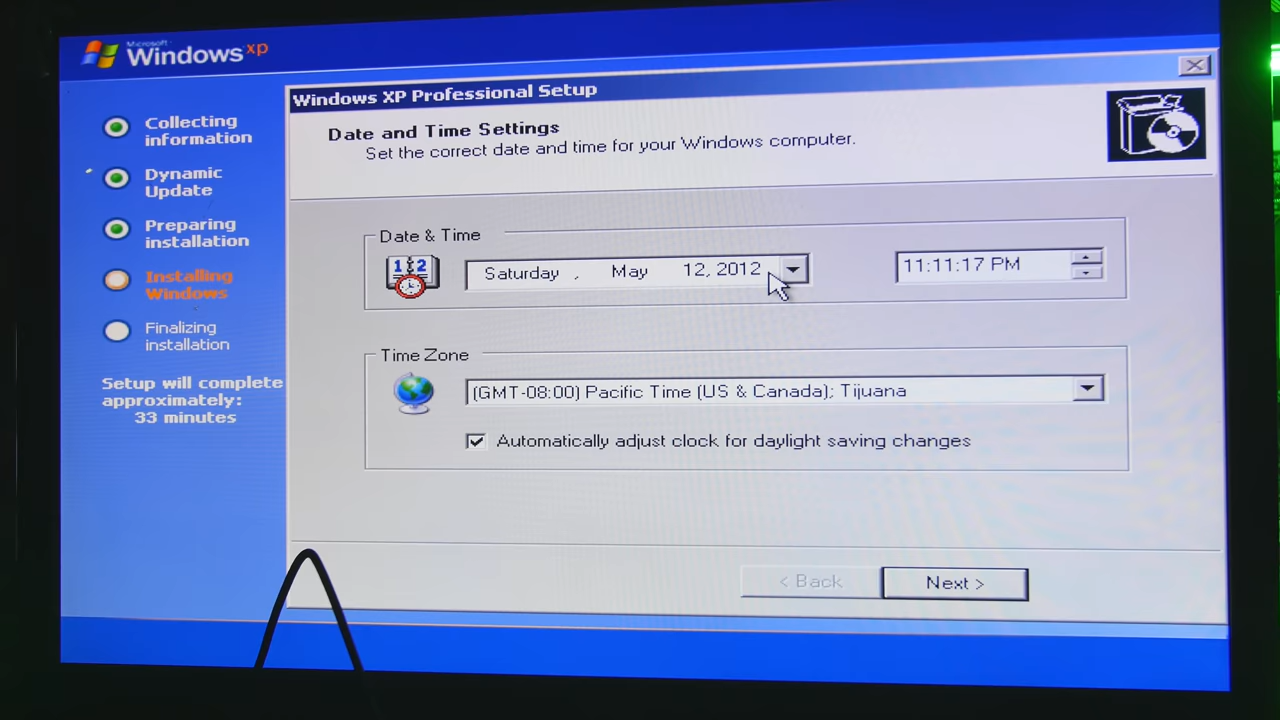 Microsoft
Windows xp
Collecting
information
Dynamic
Update
Preparing
installation
Installing
Windows
Finalizing
installation
Setup will complete
approximately:
33 minutes
Windows XP Professional Setup
Date and Time Settings
Set the correct date and time for your Windows computer.
Date & Time
1 2
Saturday , May 12, 2012
11:11:17 PM
Time Zone
(GMT-08:00) Pacific Time (US & Canada); Tijuana
Automatically adjust clock for daylight saving changes
< Back
Next >